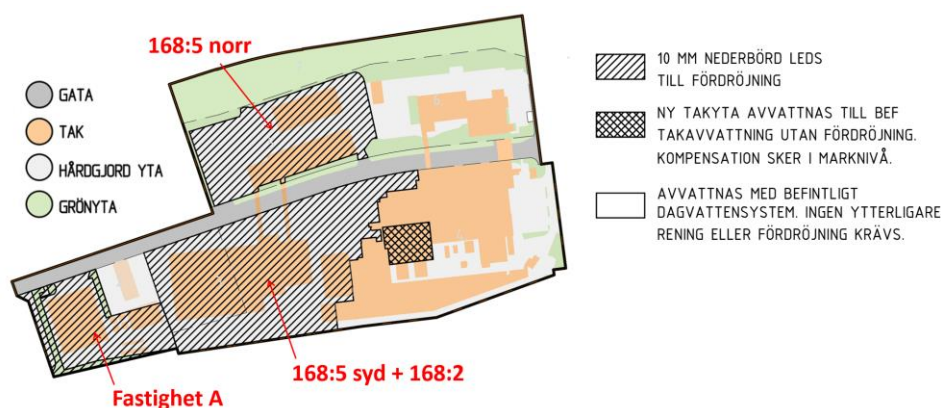 168:5 norr
GATA
TAK
HÅRDGJORD YTA
GRÖNYTA
168:5 syd + 168:2
Fastighet A
10 MM NEDERBÖRD LEDS
TILL FÖRDRÖJNING
NY TAKYTA AVVATTNAS TILL BEF
TAKAVVATTNING UTAN FÖRDRÖJNING.
KOMPENSATION SKER I MARKNIVÅ.
AVVATTNAS MED BEFINTLIGT
DAGVATTENSYSTEM. INGEN YTTERLIGARE
RENING ELLER FÖRDRÖJNING KRÄVS.